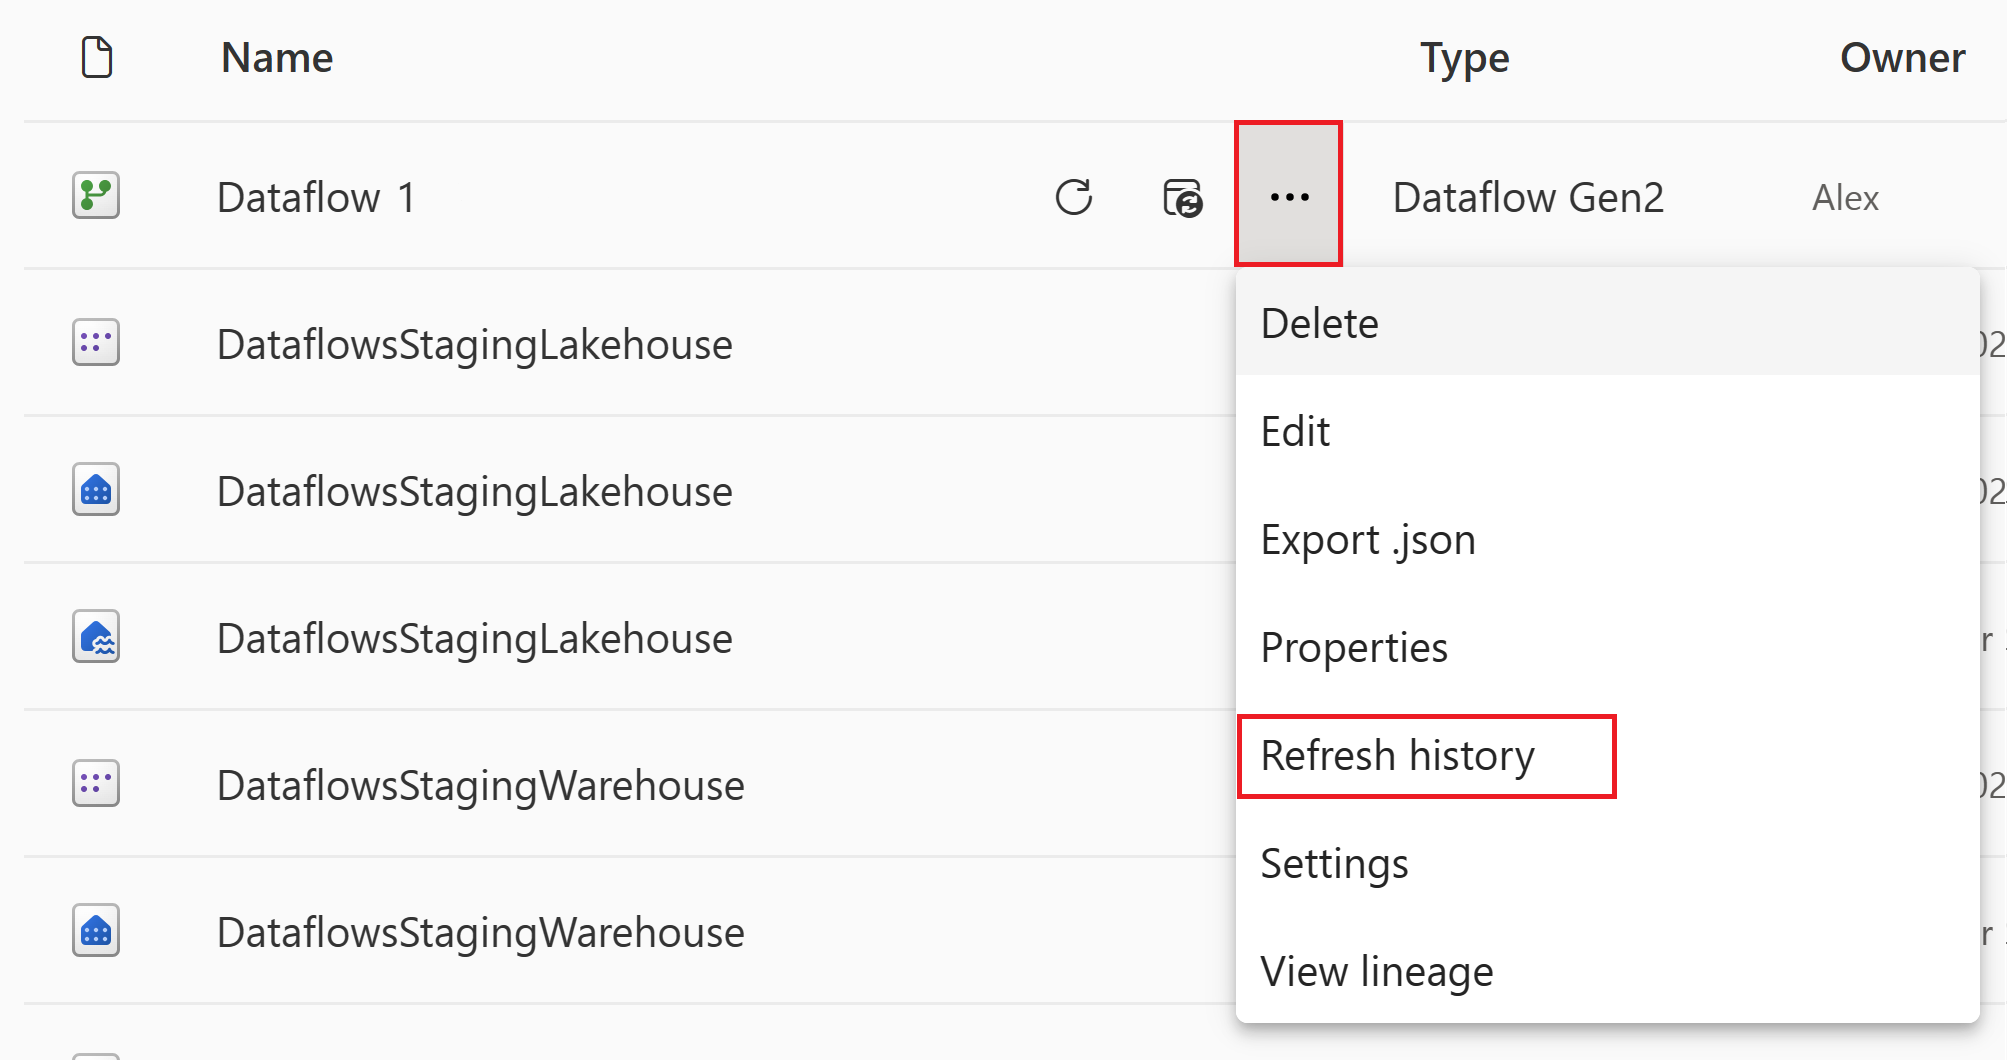 Name Type Owner
Dataflow 1 Dataflow Gen2 Alex
Delete
DataflowsStagingLakehouse
Edit
DataflowsStagingLakehouse
Export .json
DataflowsStagingLakehouse
Properties
Refresh history
DataflowsStagingWarehouse
Settings
DataflowsStagingWarehouse
View lineage